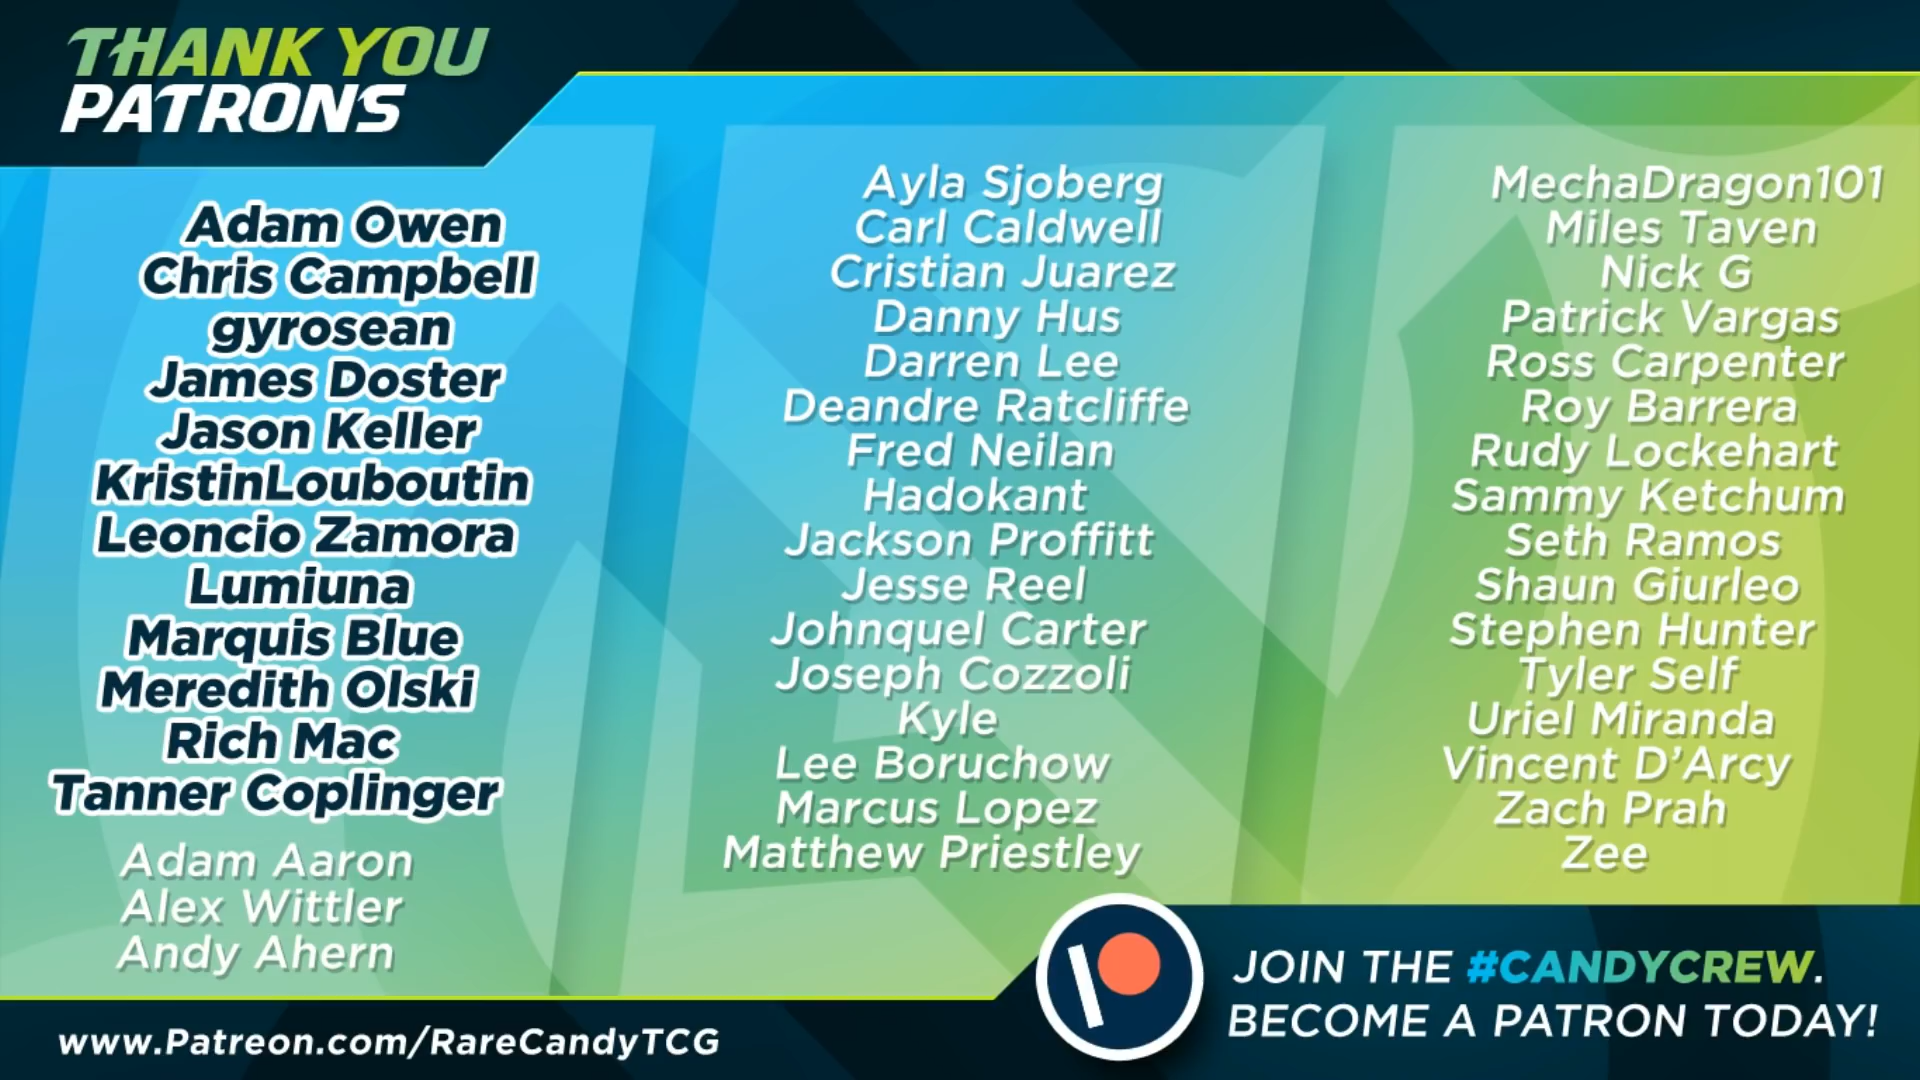 THANK YOU
PATRONS
Adam Owen
Chris Campbell
gyrosean
James Doster
Jason Keller
KristinLouboutin
Leoncio Zamora
Lumiuna
Marquis Blue
Meredith Olski
Rich Mac
Tanner Coplinger
Adam Aaron
Alex Wittler
Andy Ahern
Ayla Sjoberg
Carl Caldwell
Cristian Juarez
Danny Hus
Darren Lee
Deandre Ratcliffe
Fred Neilan
Hadokant
Jackson Proffitt
Jesse Reel
Johnquel Carter
Joseph Cozzoli
Kyle
Lee Boruchow
Marcus Lopez
Matthew Priestley
MechaDragon101
Miles Taven
Nick G
Patrick Vargas
Ross Carpenter
Roy Barrera
Rudy Lockehart
Sammy Ketchum
Seth Ramos
Shaun Giurleo
Stephen Hunter
Tyler Self
Uriel Miranda
Vincent D’Arcy
Zach Prah
Zee
www.Patreon.com/RareCandyTCG
JOIN THE #CANDYCREW.
BECOME A PATRON TODAY!